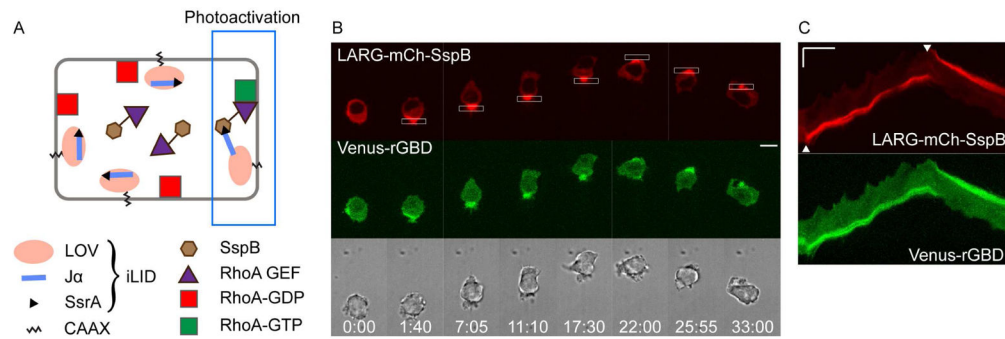 A
Photoactivation
LOV
Jα
SsrA
iLID
CAAX
SspB
RhoA GEF
RhoA-GDP
RhoA-GTP
B
LARG-mCh-SspB
Venus-rGBD
0:00 1:40 7:05 11:10 17:30 22:00 25:55 33:00
C
LARG-mCh-SspB
Venus-rGBD